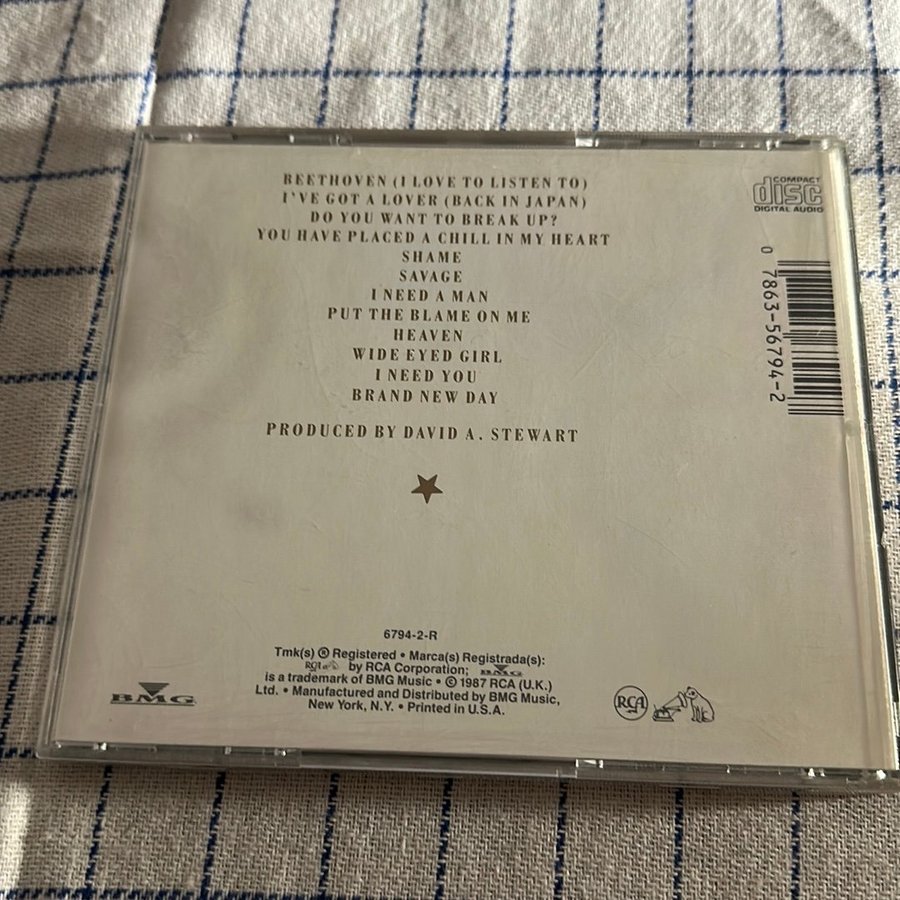 BEETHOVEN (I LOVE TO LISTEN TO)
I'VE GOT A LOVER (BACK IN JAPAN)
DO YOU WANT TO BREAK UP?
YOU HAVE PLACED A CHILL IN MY HEART
SHAME
SAVAGE
I NEED A MAN
PUT THE BLAME ON ME
HEAVEN
WIDE EYED GIRL
I NEED YOU
BRAND NEW DAY
PRODUCED BY DAVID A. STEWART
COMPACT
disc
DIGITAL AUDIO
0 7863-56794-2
6794-2-R
Tmk(s) ® Registered • Marca(s) Registrada(s):
RCA by RCA Corporation; BMG
is a trademark of BMG Music • © 1987 RCA (U.K.)
Ltd. • Manufactured and Distributed by BMG Music,
New York, N.Y. • Printed in U.S.A.
BMG
RCA